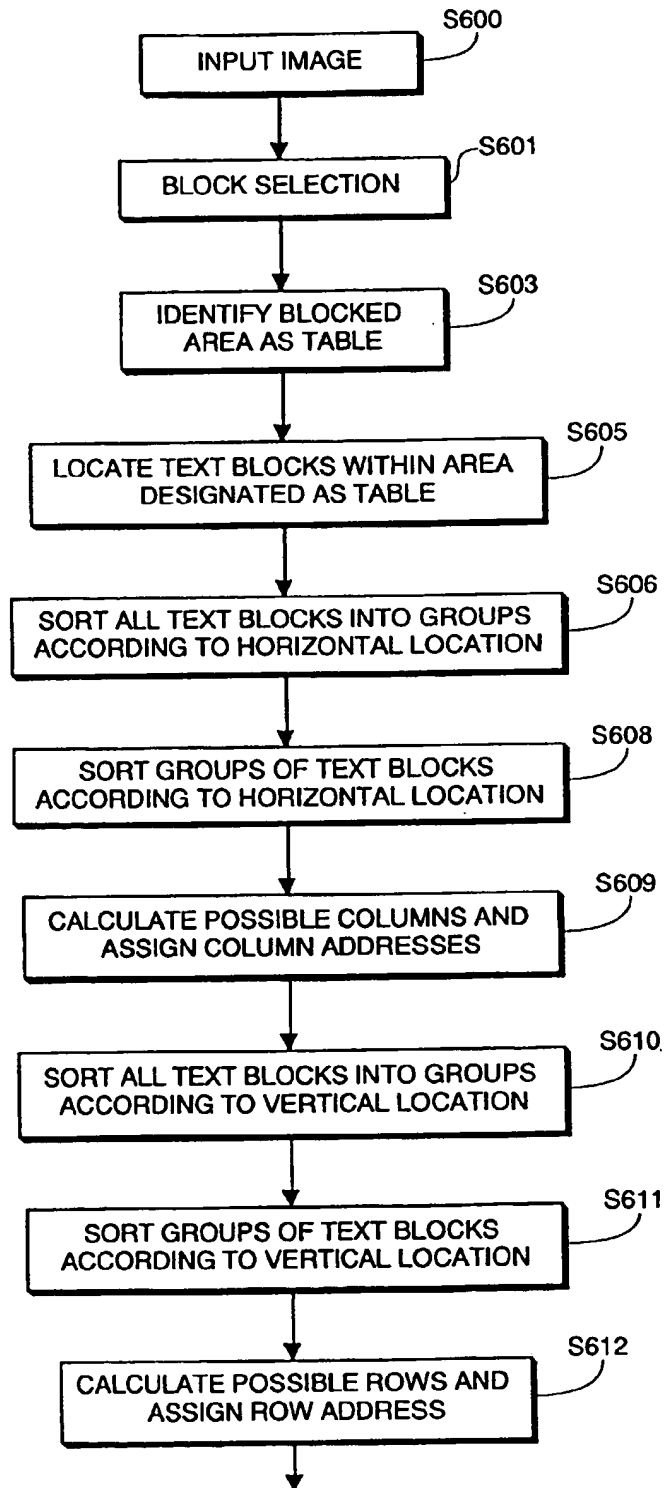 S600
INPUT IMAGE
S601
BLOCK SELECTION
S603
IDENTIFY BLOCKED
AREA AS TABLE
S605
LOCATE TEXT BLOCKS WITHIN AREA
DESIGNATED AS TABLE
S606
SORT ALL TEXT BLOCKS INTO GROUPS
ACCORDING TO HORIZONTAL LOCATION
S608
SORT GROUPS OF TEXT BLOCKS
ACCORDING TO HORIZONTAL LOCATION
S609
CALCULATE POSSIBLE COLUMNS AND
ASSIGN COLUMN ADDRESSES
S610
SORT ALL TEXT BLOCKS INTO GROUPS
ACCORDING TO VERTICAL LOCATION
S611
SORT GROUPS OF TEXT BLOCKS
ACCORDING TO VERTICAL LOCATION
S612
CALCULATE POSSIBLE ROWS AND
ASSIGN ROW ADDRESS